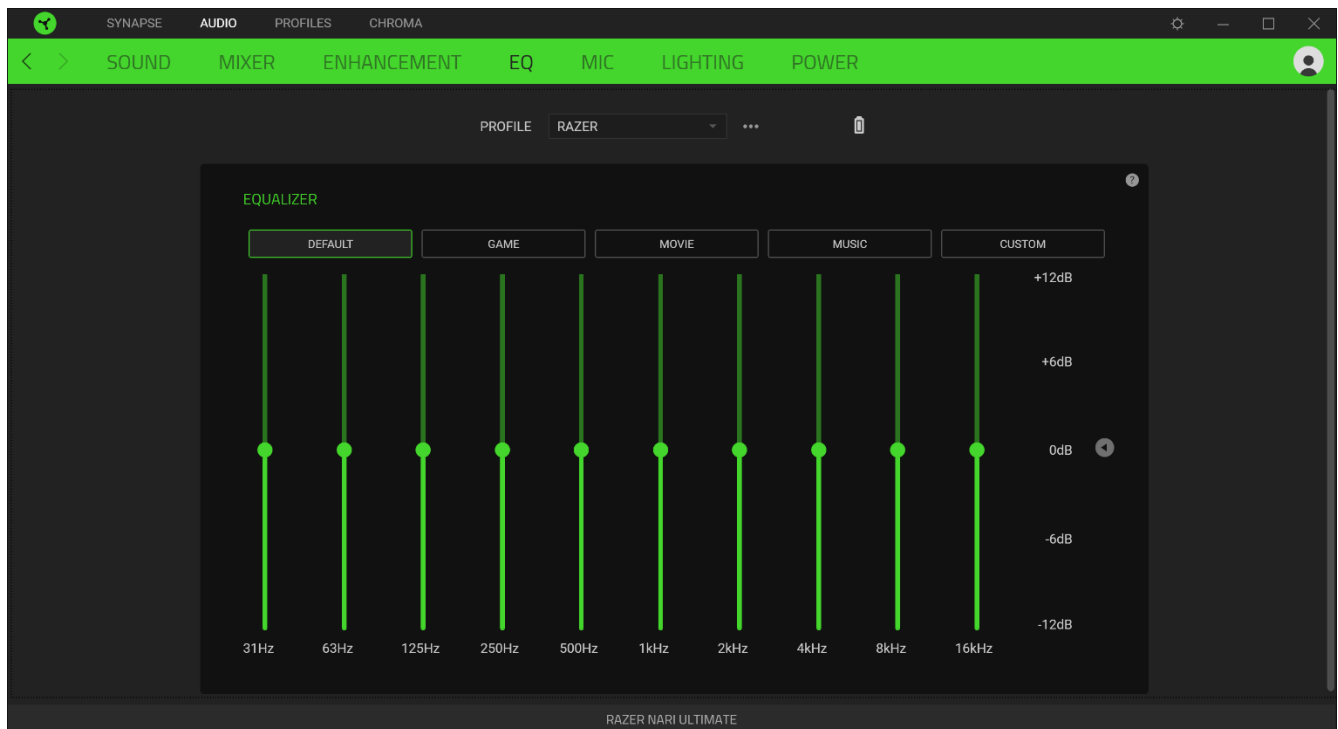 SYNAPSE AUDIO PROFILES CHROMA
SOUND MIXER ENHANCEMENT EQ MIC LIGHTING POWER
PROFILE RAZER
EQUALIZER
?
DEFAULT GAME MOVIE MUSIC CUSTOM
+12dB
+6dB
0dB
-6dB
-12dB
31Hz 63Hz 125Hz 250Hz 500Hz 1kHz 2kHz 4kHz 8kHz 16kHz
RAZER NARI ULTIMATE